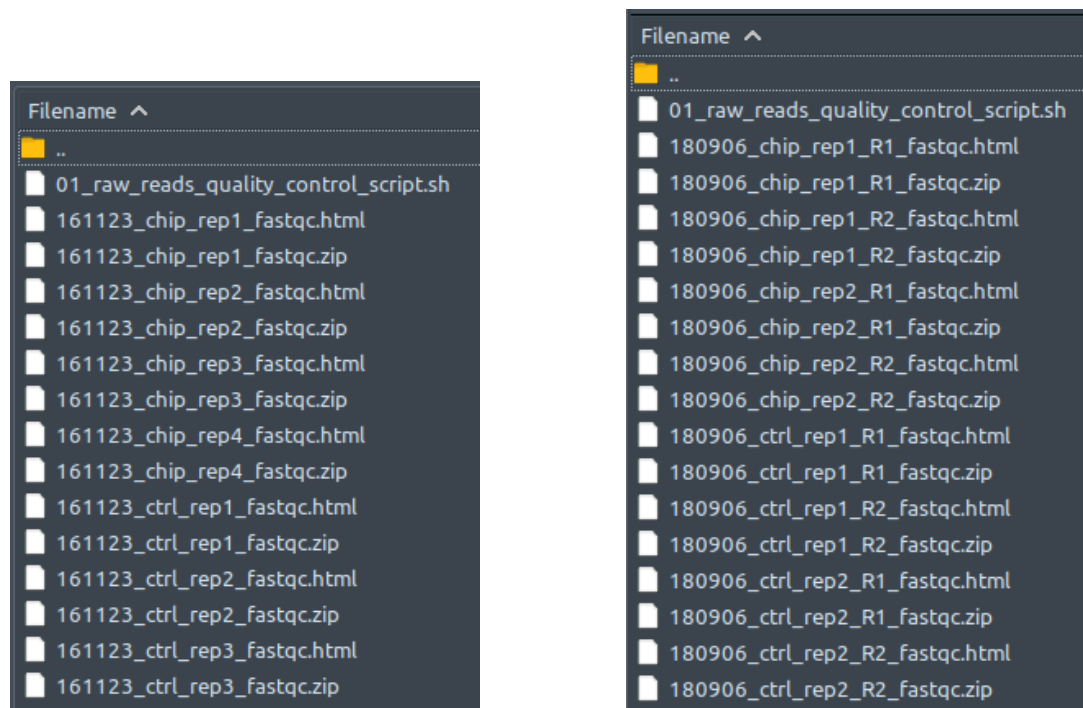 Filename
..
01_raw_reads_quality_control_script.sh
161123_chip_rep1_fastqc.html
161123_chip_rep1_fastqc.zip
161123_chip_rep2_fastqc.html
161123_chip_rep2_fastqc.zip
161123_chip_rep3_fastqc.html
161123_chip_rep3_fastqc.zip
161123_chip_rep4_fastqc.html
161123_chip_rep4_fastqc.zip
161123_ctrl_rep1_fastqc.html
161123_ctrl_rep1_fastqc.zip
161123_ctrl_rep2_fastqc.html
161123_ctrl_rep2_fastqc.zip
161123_ctrl_rep3_fastqc.html
161123_ctrl_rep3_fastqc.zip
Filename
..
01_raw_reads_quality_control_script.sh
180906_chip_rep1_R1_fastqc.html
180906_chip_rep1_R1_fastqc.zip
180906_chip_rep1_R2_fastqc.html
180906_chip_rep1_R2_fastqc.zip
180906_chip_rep2_R1_fastqc.html
180906_chip_rep2_R1_fastqc.zip
180906_chip_rep2_R2_fastqc.html
180906_chip_rep2_R2_fastqc.zip
180906_ctrl_rep1_R1_fastqc.html
180906_ctrl_rep1_R1_fastqc.zip
180906_ctrl_rep1_R2_fastqc.html
180906_ctrl_rep1_R2_fastqc.zip
180906_ctrl_rep2_R1_fastqc.html
180906_ctrl_rep2_R1_fastqc.zip
180906_ctrl_rep2_R2_fastqc.html
180906_ctrl_rep2_R2_fastqc.zip